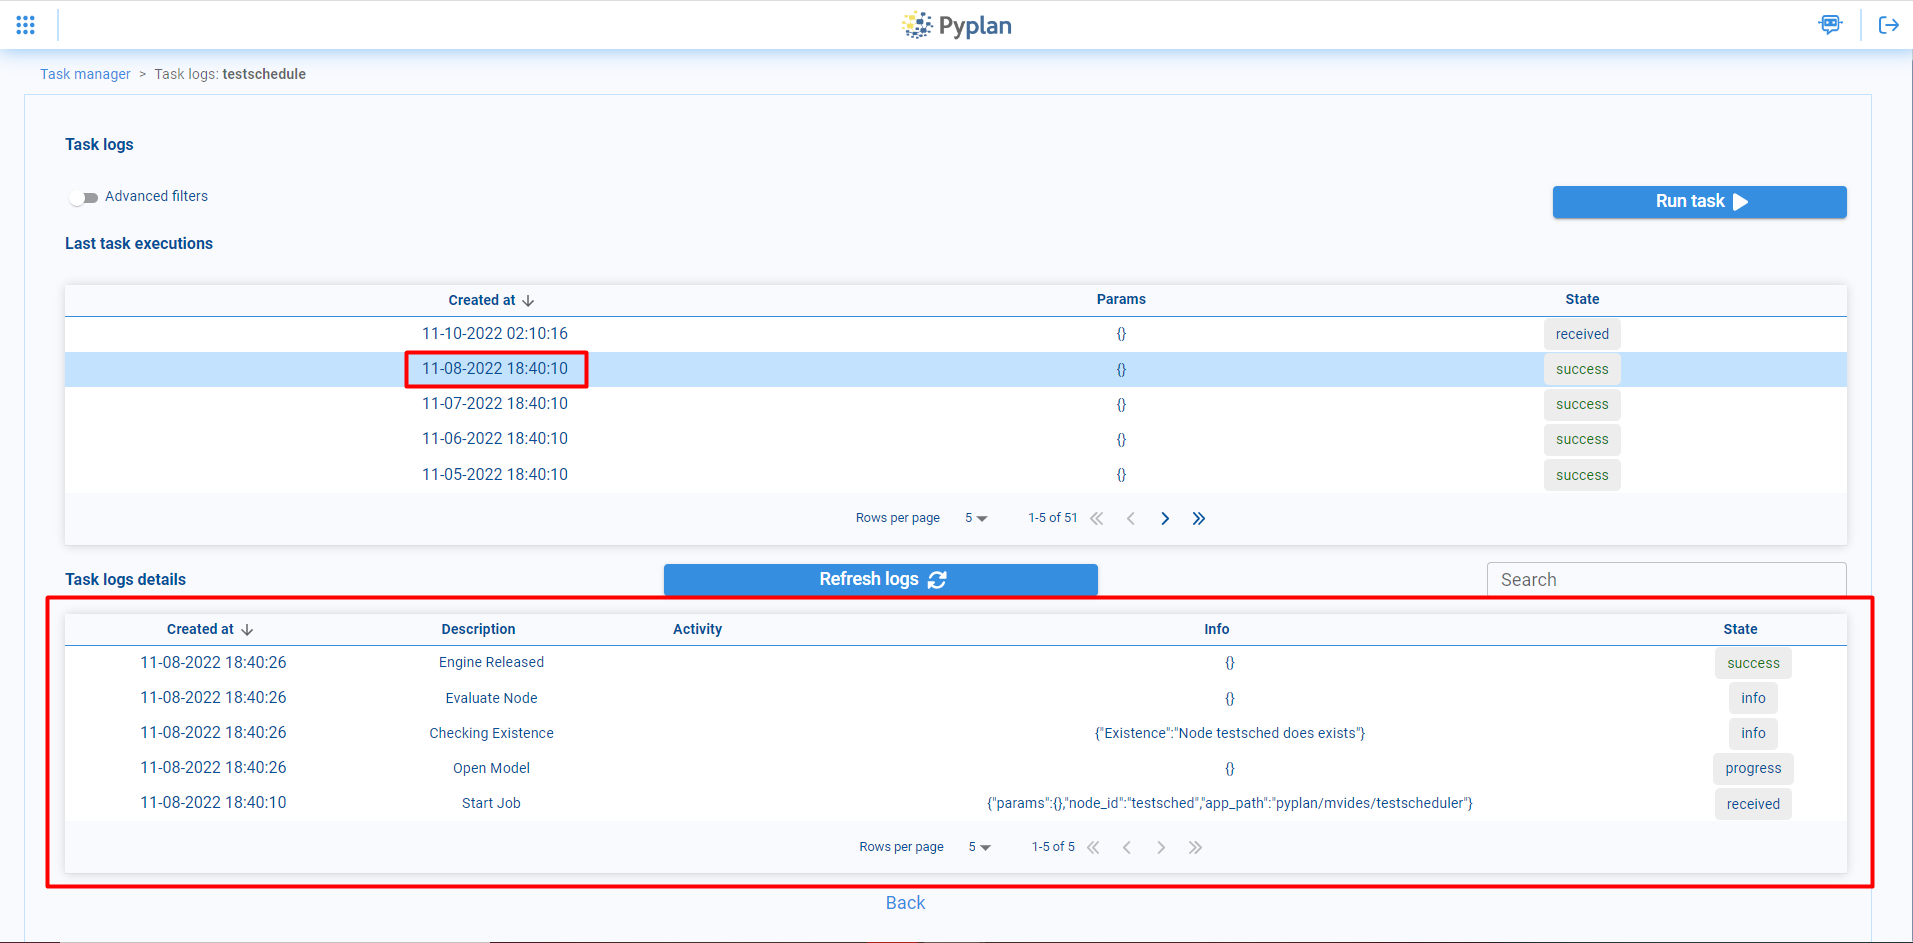 Pyplan
Task manager > Task logs: testschedule
Task logs
Advanced filters
Run task
Last task executions
Created at Params State
11-10-2022 02:10:16 {} received
11-08-2022 18:40:10 {} success
11-07-2022 18:40:10 {} success
11-06-2022 18:40:10 {} success
11-05-2022 18:40:10 {} success
Rows per page 5 1-5 of 51
Task logs details Refresh logs Search
Created at Description Activity Info State
11-08-2022 18:40:26 Engine Released {} success
11-08-2022 18:40:26 Evaluate Node {} info
11-08-2022 18:40:26 Checking Existence {"Existence":"Node testsched does exists"} info
11-08-2022 18:40:26 Open Model {} progress
11-08-2022 18:40:10 Start Job {"params":{},"node_id":"testsched","app_path":"pyplan/mvides/testscheduler"} received
Rows per page 5 1-5 of 5
Back